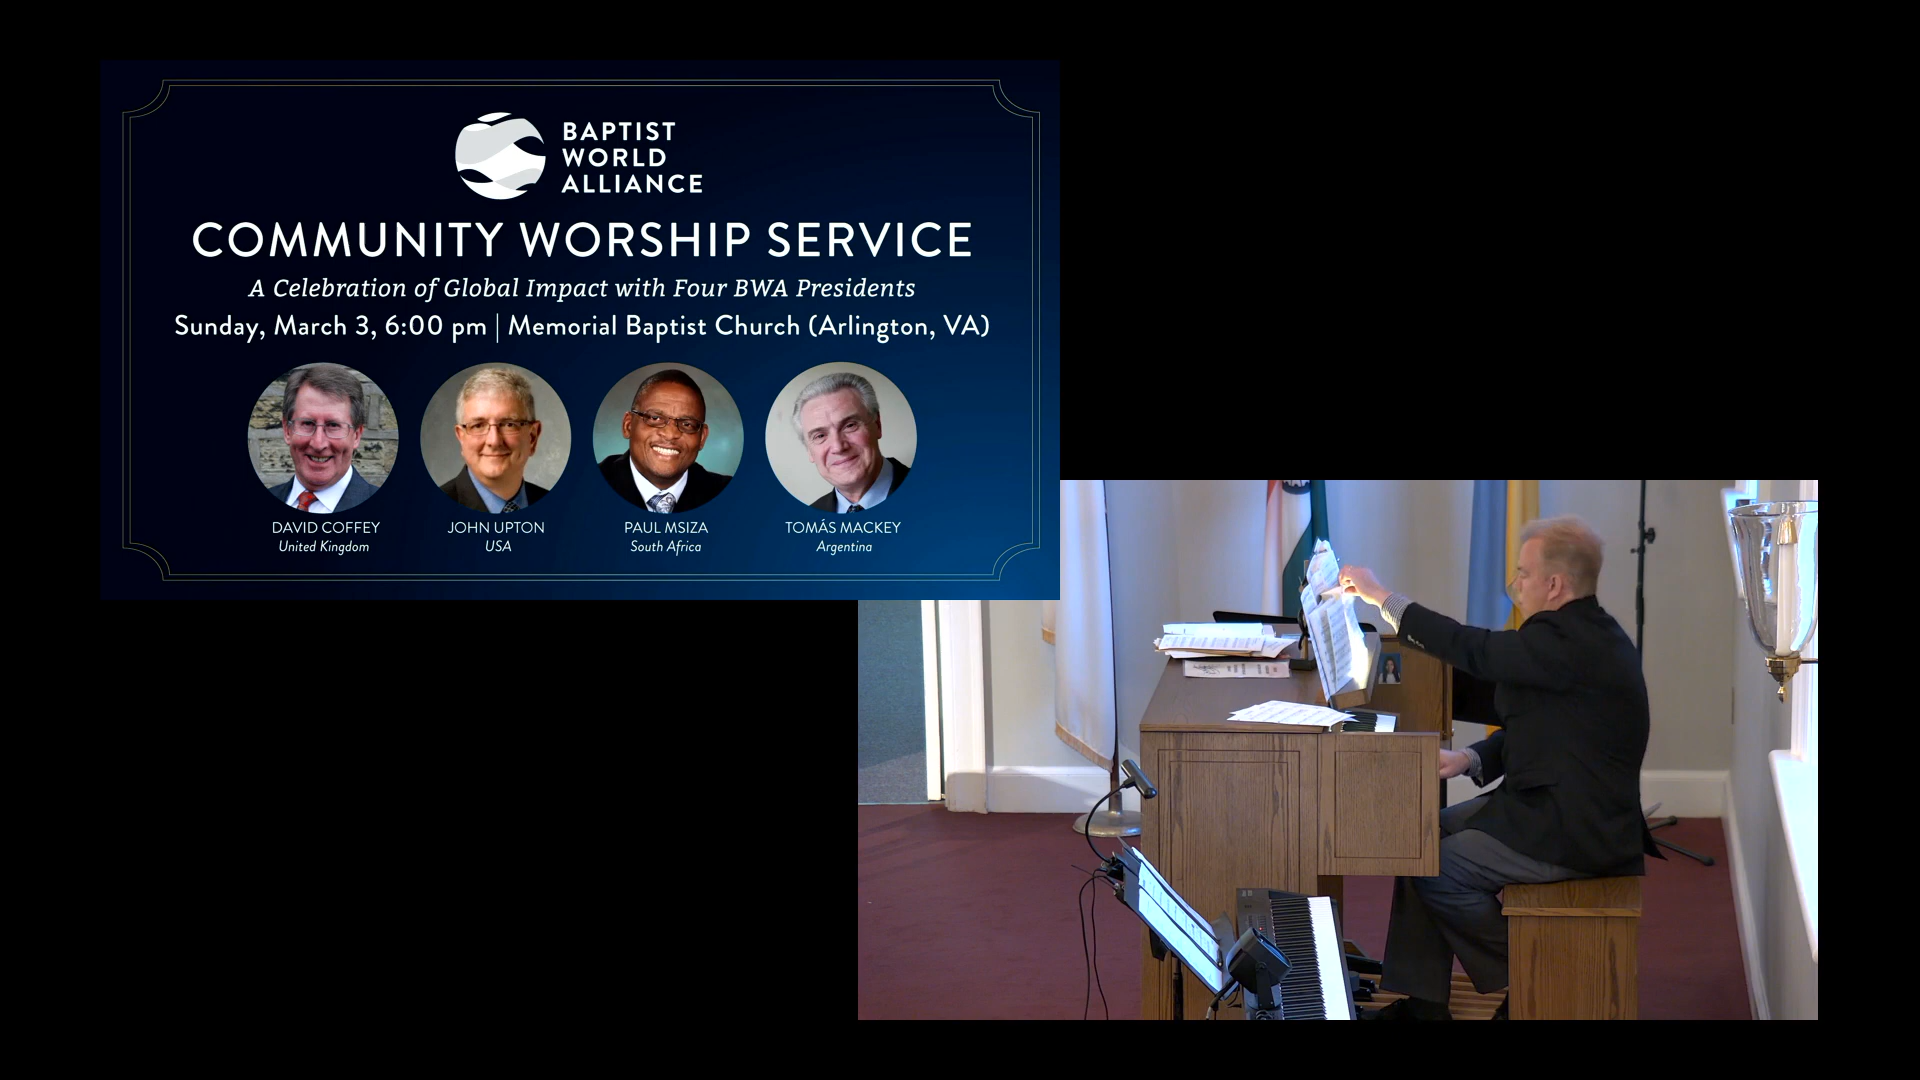 BAPTIST
WORLD
ALLIANCE
COMMUNITY WORSHIP SERVICE
A Celebration of Global Impact with Four BWA Presidents
Sunday, March 3, 6:00 pm | Memorial Baptist Church (Arlington, VA)
DAVID COFFEY
United Kingdom
JOHN UPTON
USA
PAUL MSIZA
South Africa
TOMÁS MACKEY
Argentina